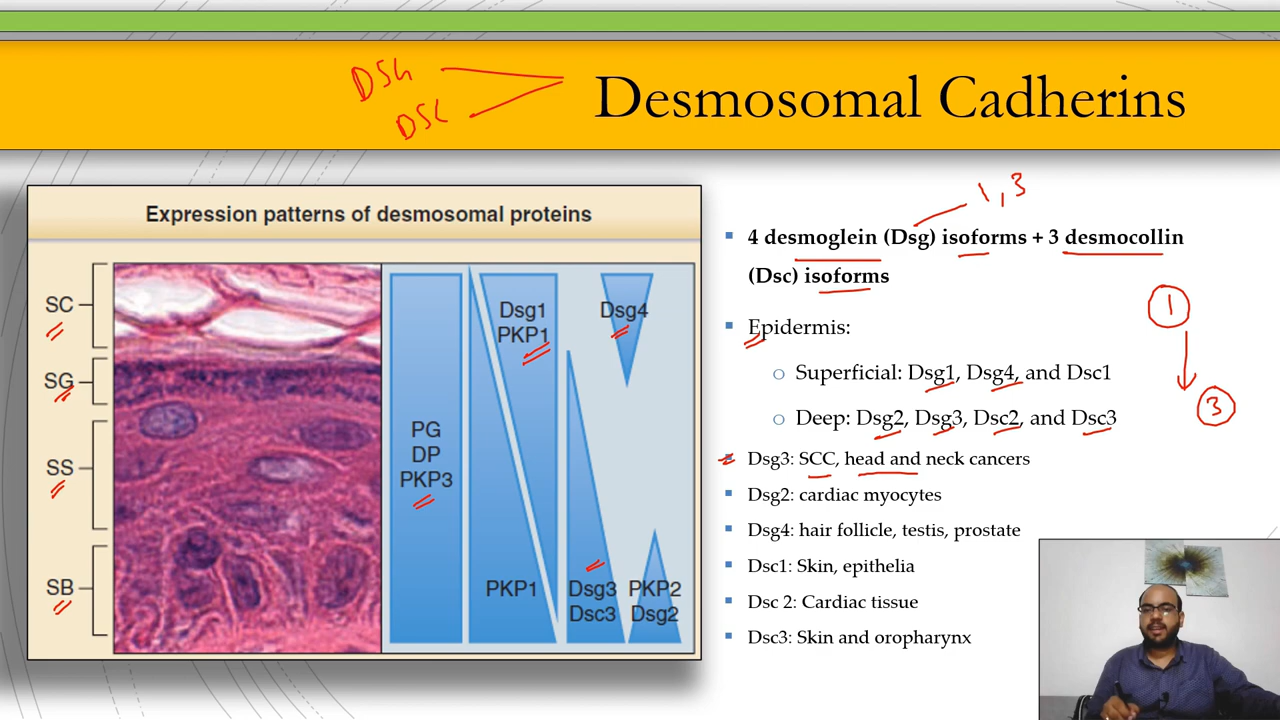 DSG
DSC
Desmosomal Cadherins
1, 3
Expression patterns of desmosomal proteins
SC
SG
SS
SB
PG
DP
PKP3
Dsg1
PKP1
PKP1
Dsg4
Dsg3
Dsc3
PKP2
Dsg2
4 desmoglein (Dsg) isoforms + 3 desmocollin
(Dsc) isoforms
Epidermis:
Superficial: Dsg1, Dsg4, and Dsc1
Deep: Dsg2, Dsg3, Dsc2, and Dsc3
1
3
Dsg3: SCC, head and neck cancers
Dsg2: cardiac myocytes
Dsg4: hair follicle, testis, prostate
Dsc1: Skin, epithelia
Dsc 2: Cardiac tissue
Dsc3: Skin and oropharynx